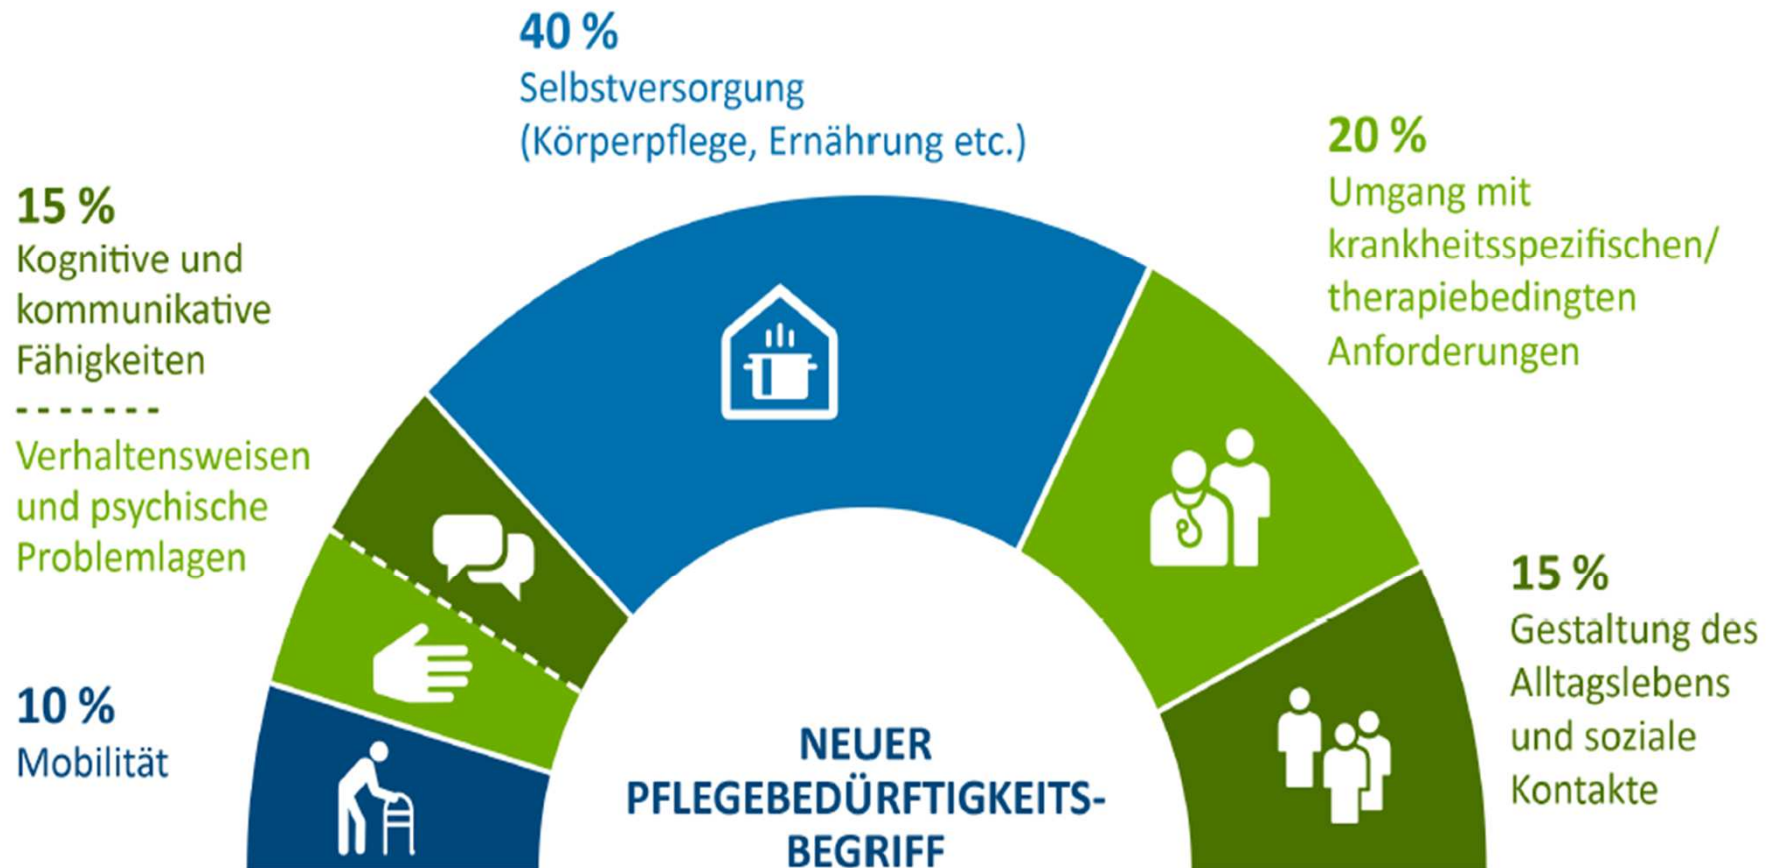 40 %
Selbstversorgung
(Körperpflege, Ernährung etc.)
20 %
Umgang mit
krankheitsspezifischen/
therapiebedingten
Anforderungen
15 %
Kognitive und
kommunikative
Fähigkeiten
-------
Verhaltensweisen
und psychische
Problemlagen
10 %
Mobilität
15 %
Gestaltung des
Alltagslebens
und soziale
Kontakte
NEUER
PFLEGEBEDÜRFTIGKEITS-
BEGRIFF